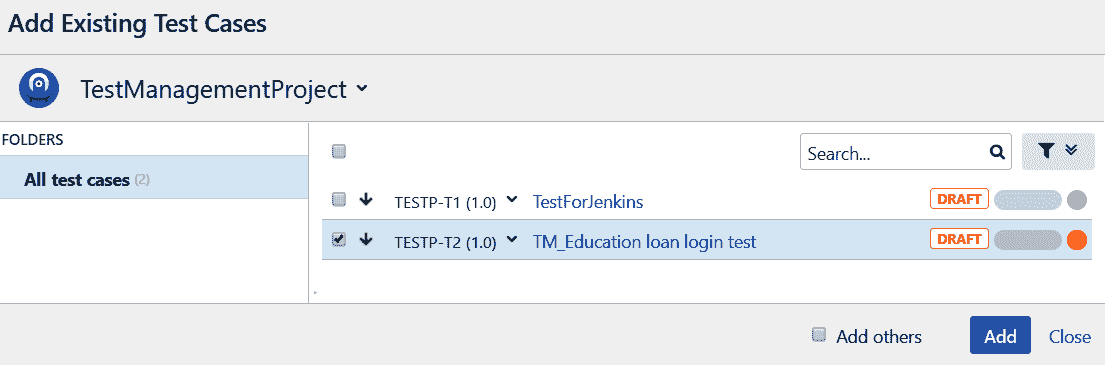 Add Existing Test Cases
TestManagementProject
FOLDERS
All test cases (2)
Search...
TESTP-T1 (1.0) TestForJenkins DRAFT
TESTP-T2 (1.0) TM_Education loan login test DRAFT
Add others Add Close